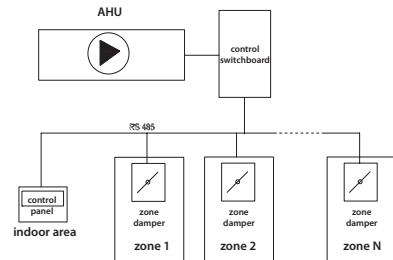 AHU
control
switchboard
RS 485
control
panel
indoor area
zone
damper
zone 1
zone
damper
zone 2
zone
damper
zone N